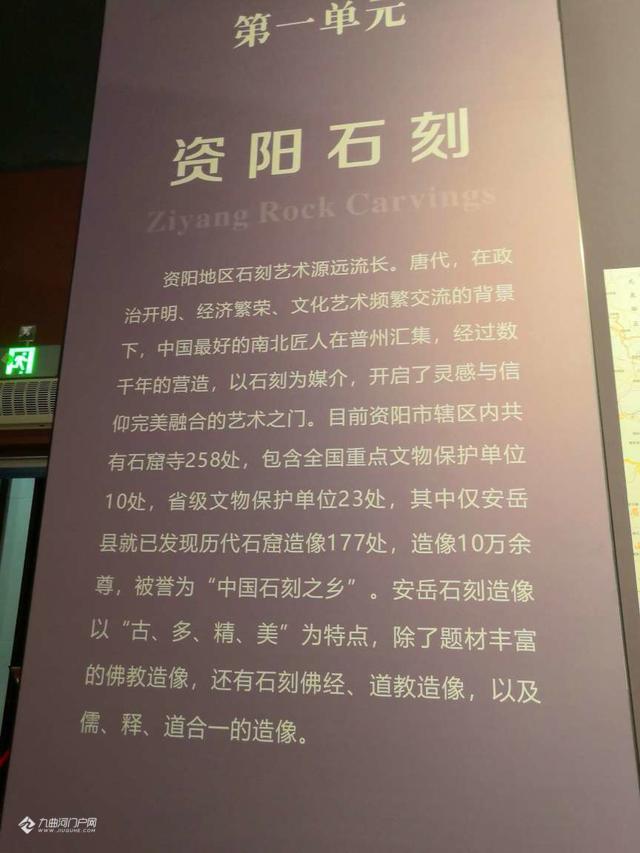 第一单元
资阳石刻
Ziyang Rock Carvings
资阳地区石刻艺术源远流长。唐代，在政
治开明、经济繁荣、文化艺术频繁交流的背景
下，中国最好的南北匠人在普州汇集，经过数
千年的营造，以石刻为媒介，开启了灵感与信
仰完美融合的艺术之门。目前资阳市辖区内共
有石窟寺258处，包含全国重点文物保护单位
10处，省级文物保护单位23处，其中仅安岳
县就已发现历代石窟造像177处，造像10万余
尊，被誉为“中国石刻之乡”。安岳石刻造像
以“古、多、精、美”为特点，除了题材丰富
的佛教造像，还有石刻佛经、道教造像，以及
儒、释、道合一的造像。
九曲河门户网
WWW.JIUQUHE.COM